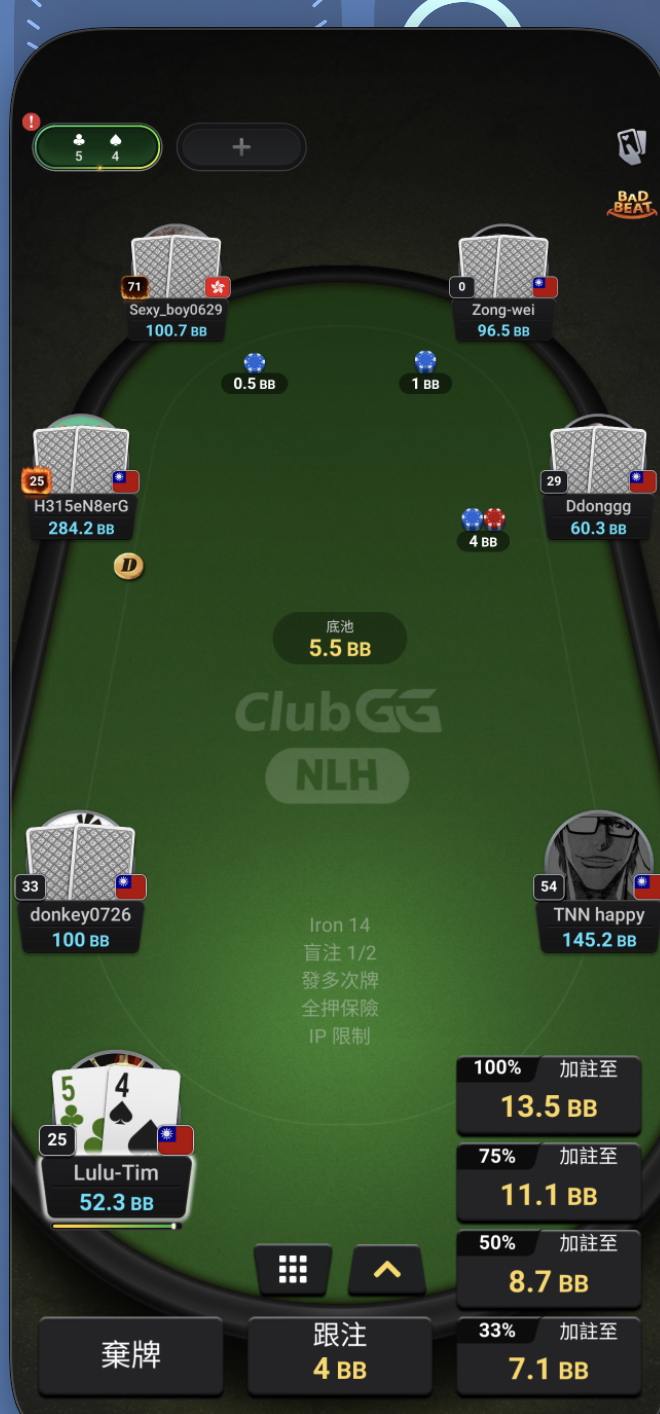 !
5 4
+
BAD
BEAT
71
Sexy_boy0629
100.7 BB
0
Zong-wei
96.5 BB
0.5 BB
1 BB
25
H315eN8erG
284.2 BB
29
Ddonggg
60.3 BB
4 BB
D
底池
5.5 BB
ClubGG
NLH
33
donkey0726
100 BB
54
TNN happy
145.2 BB
Iron 14
盲注 1/2
發多次牌
全押保險
IP 限制
5 4
25
Lulu-Tim
52.3 BB
100% 加註至
13.5 BB
75% 加註至
11.1 BB
50% 加註至
8.7 BB
33% 加註至
7.1 BB
棄牌
跟注
4 BB